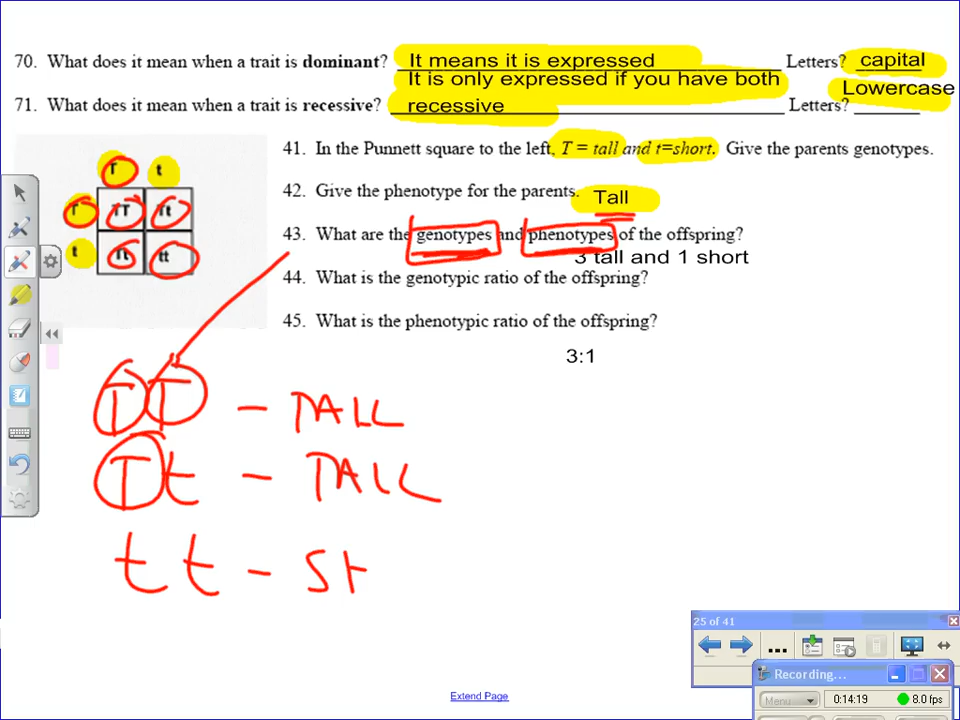 70. What does it mean when a trait is dominant? It means it is expressed Letters? capital
71. What does it mean when a trait is recessive? It is only expressed if you have both recessive Letters? Lowercase
T t
T TT Tt
t Tt tt
41. In the Punnett square to the left, T = tall and t=short. Give the parents genotypes.
42. Give the phenotype for the parents. Tall
43. What are the genotypes and phenotypes of the offspring?
3 tall and 1 short
44. What is the genotypic ratio of the offspring?
45. What is the phenotypic ratio of the offspring?
3:1
TT - TALL
Tt - TALL
tt - SH
25 of 41
Recording...
Menu 0:14:19 8.0 fps
Extend Page